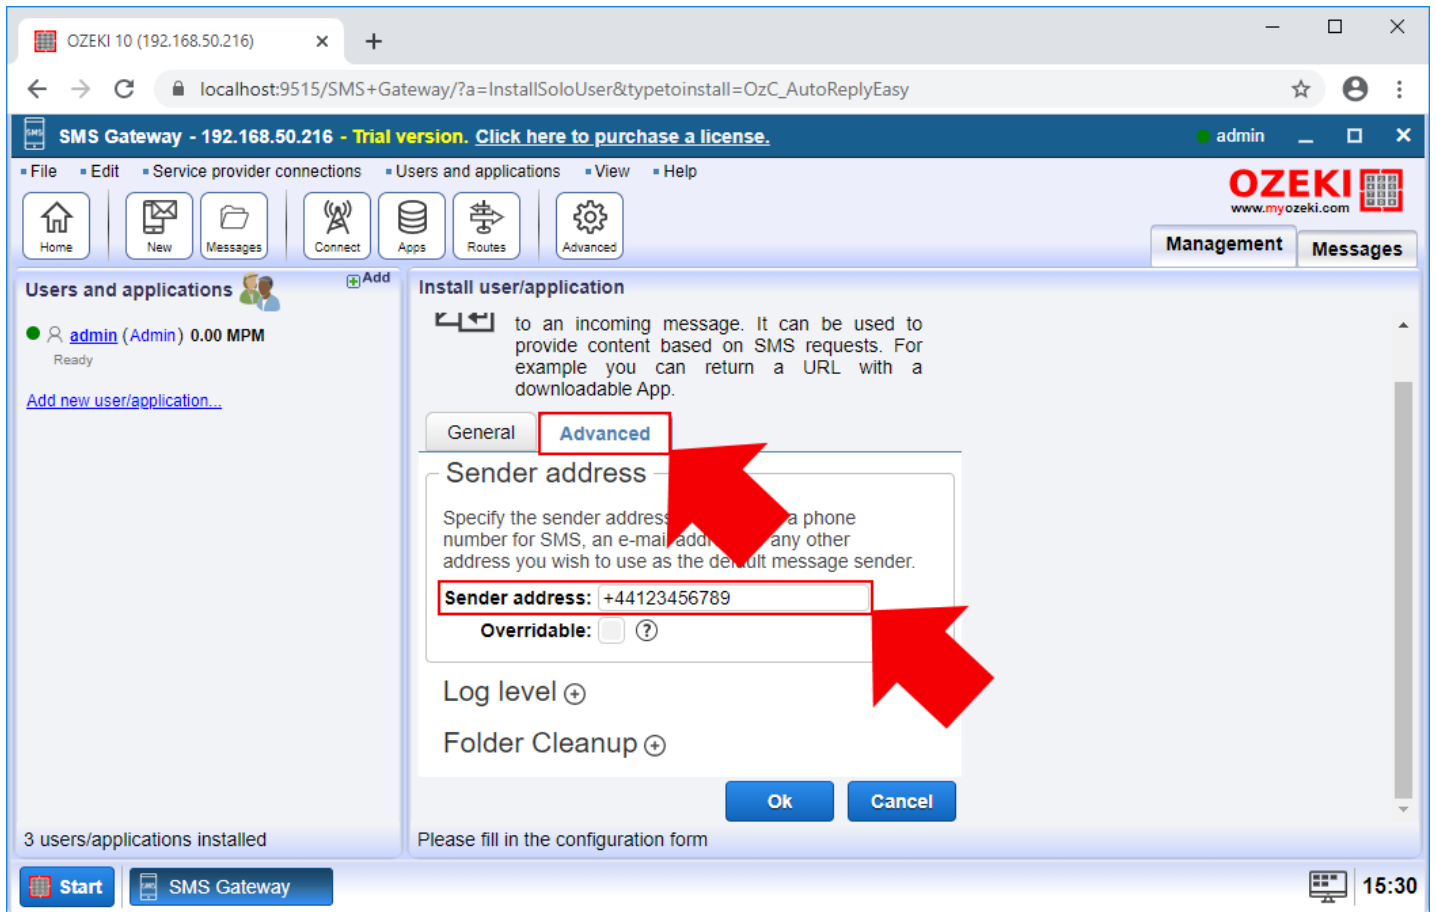 OZEKI 10 (192.168.50.216)
localhost:9515/SMS+Gateway/?a=InstallSoloUser&typetoinstall=OzC_AutoReplyEasy
SMS Gateway - 192.168.50.216 - Trial version. Click here to purchase a license.
admin
File Edit Service provider connections Users and applications View Help
OZEKI
www.myozeki.com
Home New Messages Connect Apps Routes Advanced
Management Messages
Users and applications
Add
admin (Admin) 0.00 MPM
Ready
Add new user/application...
3 users/applications installed
Install user/application
to an incoming message. It can be used to
provide content based on SMS requests. For
example you can return a URL with a
downloadable App.
General Advanced
Sender address
Specify the sender address a phone
number for SMS, an e-mail any other
address you wish to use as the default message sender.
Sender address: +44123456789
Overridable: ?
Log level
Folder Cleanup
Ok Cancel
Please fill in the configuration form
Start SMS Gateway 15:30